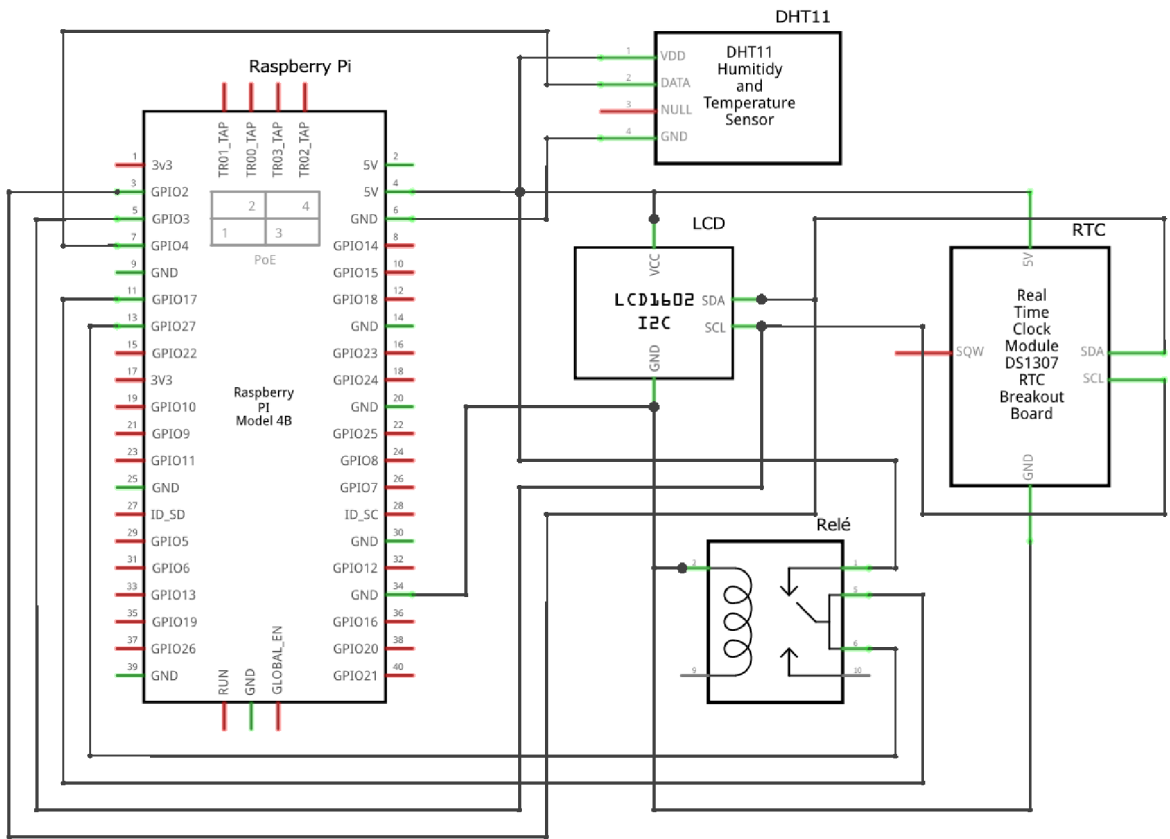 DHT11
1 VDD
2 DATA
3 NULL
4 GND
DHT11
Humitidy
and
Temperature
Sensor
Raspberry Pi
TR01_TAP
TR0D_TAP
TR03_TAP
TR02_TAP
2 4
1 3
PoE
1 3v3
3 GPIO2
5 GPIO3
7 GPIO4
9 GND
11 GPIO17
13 GPIO27
15 GPIO22
17 3V3
19 GPIO10
21 GPIO9
23 GPIO11
25 GND
27 ID_SD
29 GPIO5
31 GPIO6
33 GPIO13
35 GPIO19
37 GPIO26
39 GND
Raspberry
PI
Model 4B
5V 2
5V 4
GND 6
GPIO14 8
GPIO15 10
GPIO18 12
GND 14
GPIO23 16
GPIO24 18
GND 20
GPIO25 22
GPIO8 24
GPIO7 26
ID_SC 28
GND 30
GPIO12 32
GND 34
GPIO16 36
GPIO20 38
GPIO21 40
RUN
GND
GLOBAL_EN
LCD
VCC
LCD1602
I2C
SDA
SCL
GND
RTC
5V
Real
Time
Clock
Module
DS1307
RTC
Breakout
Board
SQW
SDA
SCL
GND
Relé
9
10